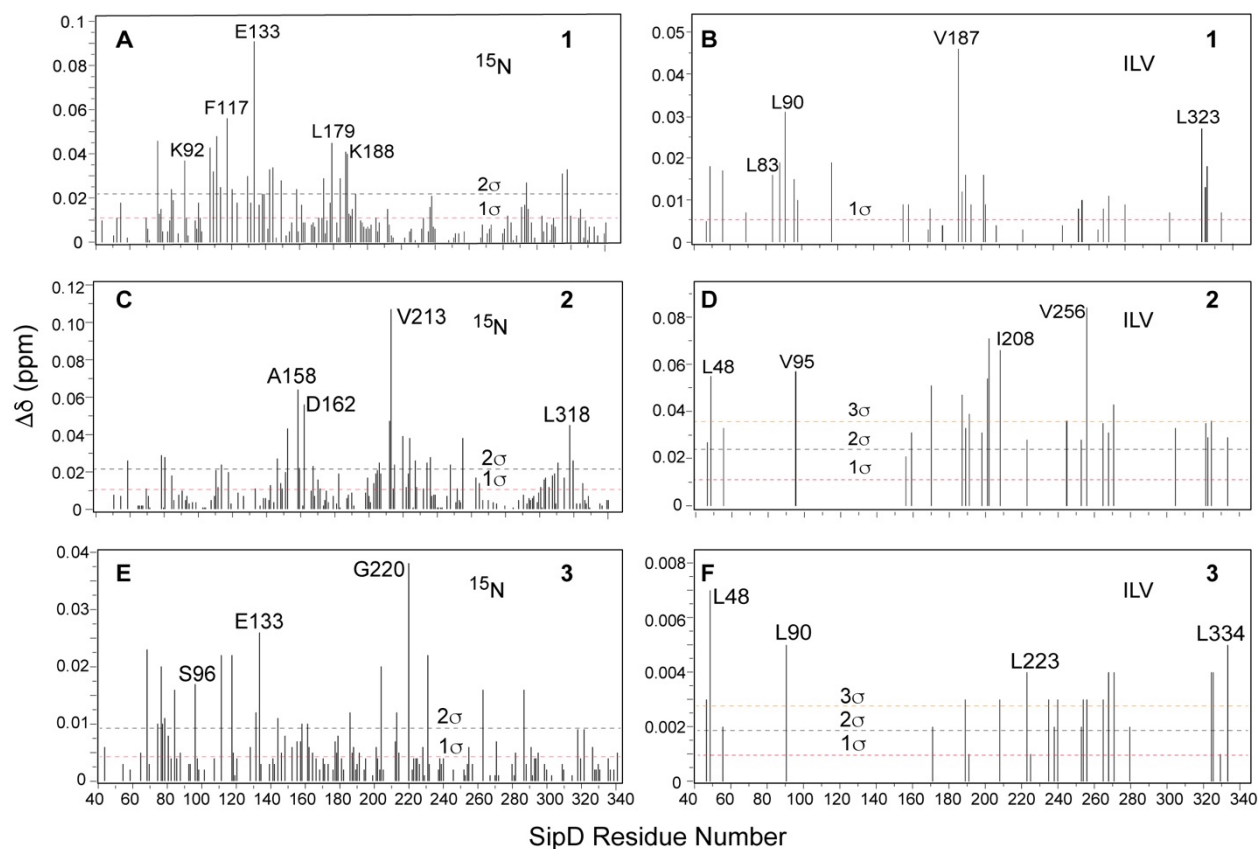 A
E133
1
15N
F117
K92
L179
K188
2σ
1σ
0.1
0.08
0.06
0.04
0.02
0
B
V187
1
ILV
L90
L83
L323
1σ
0.05
0.04
0.03
0.02
0.01
0
C
2
15N
V213
A158
D162
L318
2σ
1σ
0.12
0.10
0.08
0.06
0.04
0.02
0
D
2
ILV
V256
I208
L48
V95
3σ
2σ
1σ
0.08
0.06
0.04
0.02
0
E
3
15N
G220
E133
S96
2σ
1σ
0.04
0.03
0.02
0.01
0
40 60 80 100 120 140 160 180 200 220 240 260 280 300 320 340
F
3
ILV
L48
L90
L223
L334
3σ
2σ
1σ
0.008
0.006
0.004
0.002
0
40 60 80 100 120 140 160 180 200 220 240 260 280 300 320 340
Δδ (ppm)
SipD Residue Number